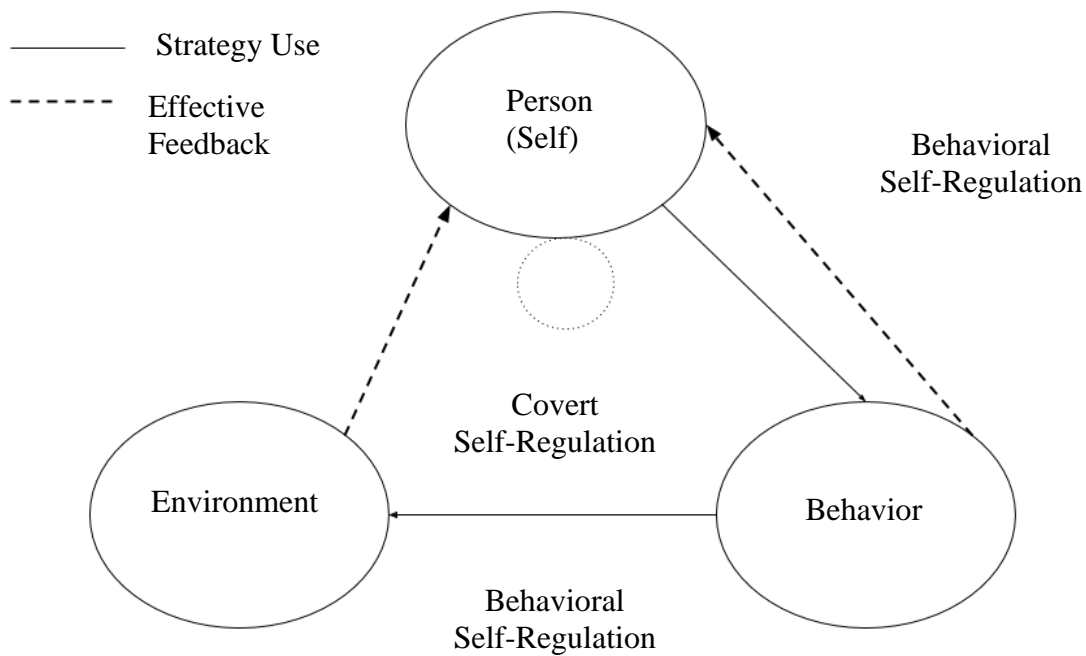 Strategy Use
Effective
Feedback
Person
(Self)
Behavioral
Self-Regulation
Covert
Self-Regulation
Environment
Behavior
Behavioral
Self-Regulation